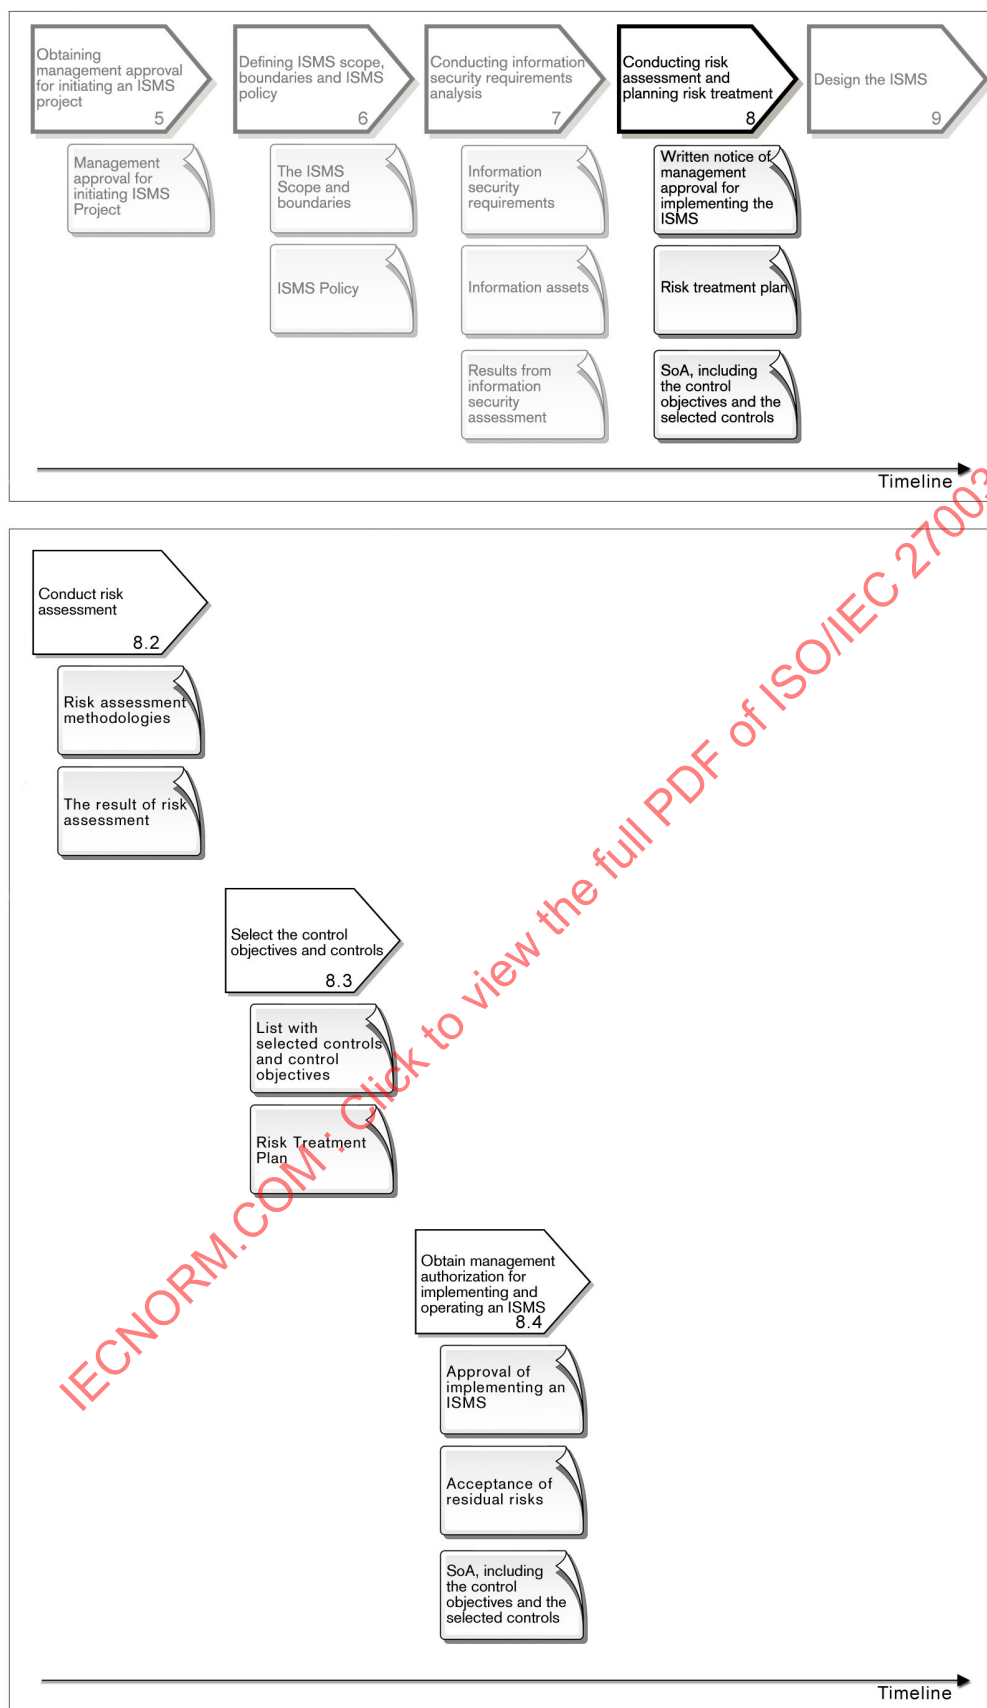 Obtaining
management approval
for initiating an ISMS
project
5
Defining ISMS scope,
boundaries and ISMS
policy
6
Conducting information
security requirements
analysis
7
Conducting risk
assessment and
planning risk treatment
8
Design the ISMS
9
Management
approval for
initiating ISMS
Project
The ISMS
Scope and
boundaries
ISMS Policy
Information
security
requirements
Information assets
Results from
information
security
assessment
Written notice of
management
approval for
implementing the
ISMS
Risk treatment plan
SoA, including
the control
objectives and the
selected controls
Timeline
Conduct risk
assessment
8.2
Risk assessment
methodologies
The result of risk
assessment
Select the control
objectives and controls
8.3
List with
selected controls
and control
objectives
Risk Treatment
Plan
Obtain management
authorization for
implementing and
operating an ISMS
8.4
Approval of
implementing an
ISMS
Acceptance of
residual risks
SoA, including
the control
objectives and the
selected controls
Timeline
IECNORM.COM : Click to view the full PDF of ISO/IEC 27003